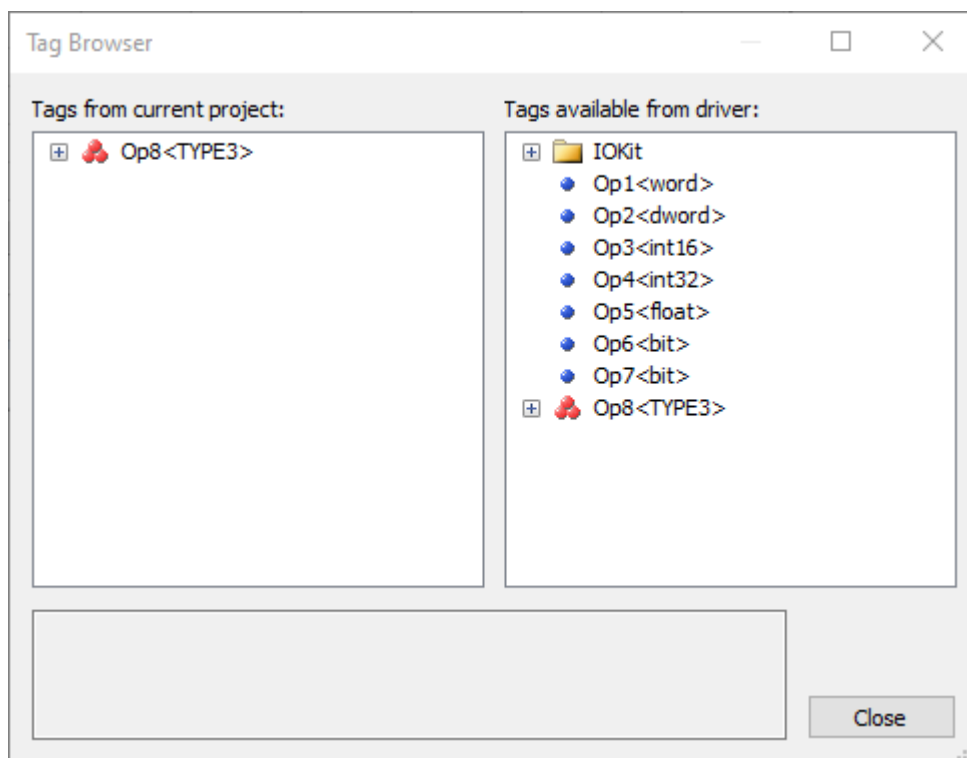 Tag Browser
Tags from current project:
Op8<TYPE3>
Tags available from driver:
IOKit
Op1<word>
Op2<dword>
Op3<int16>
Op4<int32>
Op5<float>
Op6<bit>
Op7<bit>
Op8<TYPE3>
Close